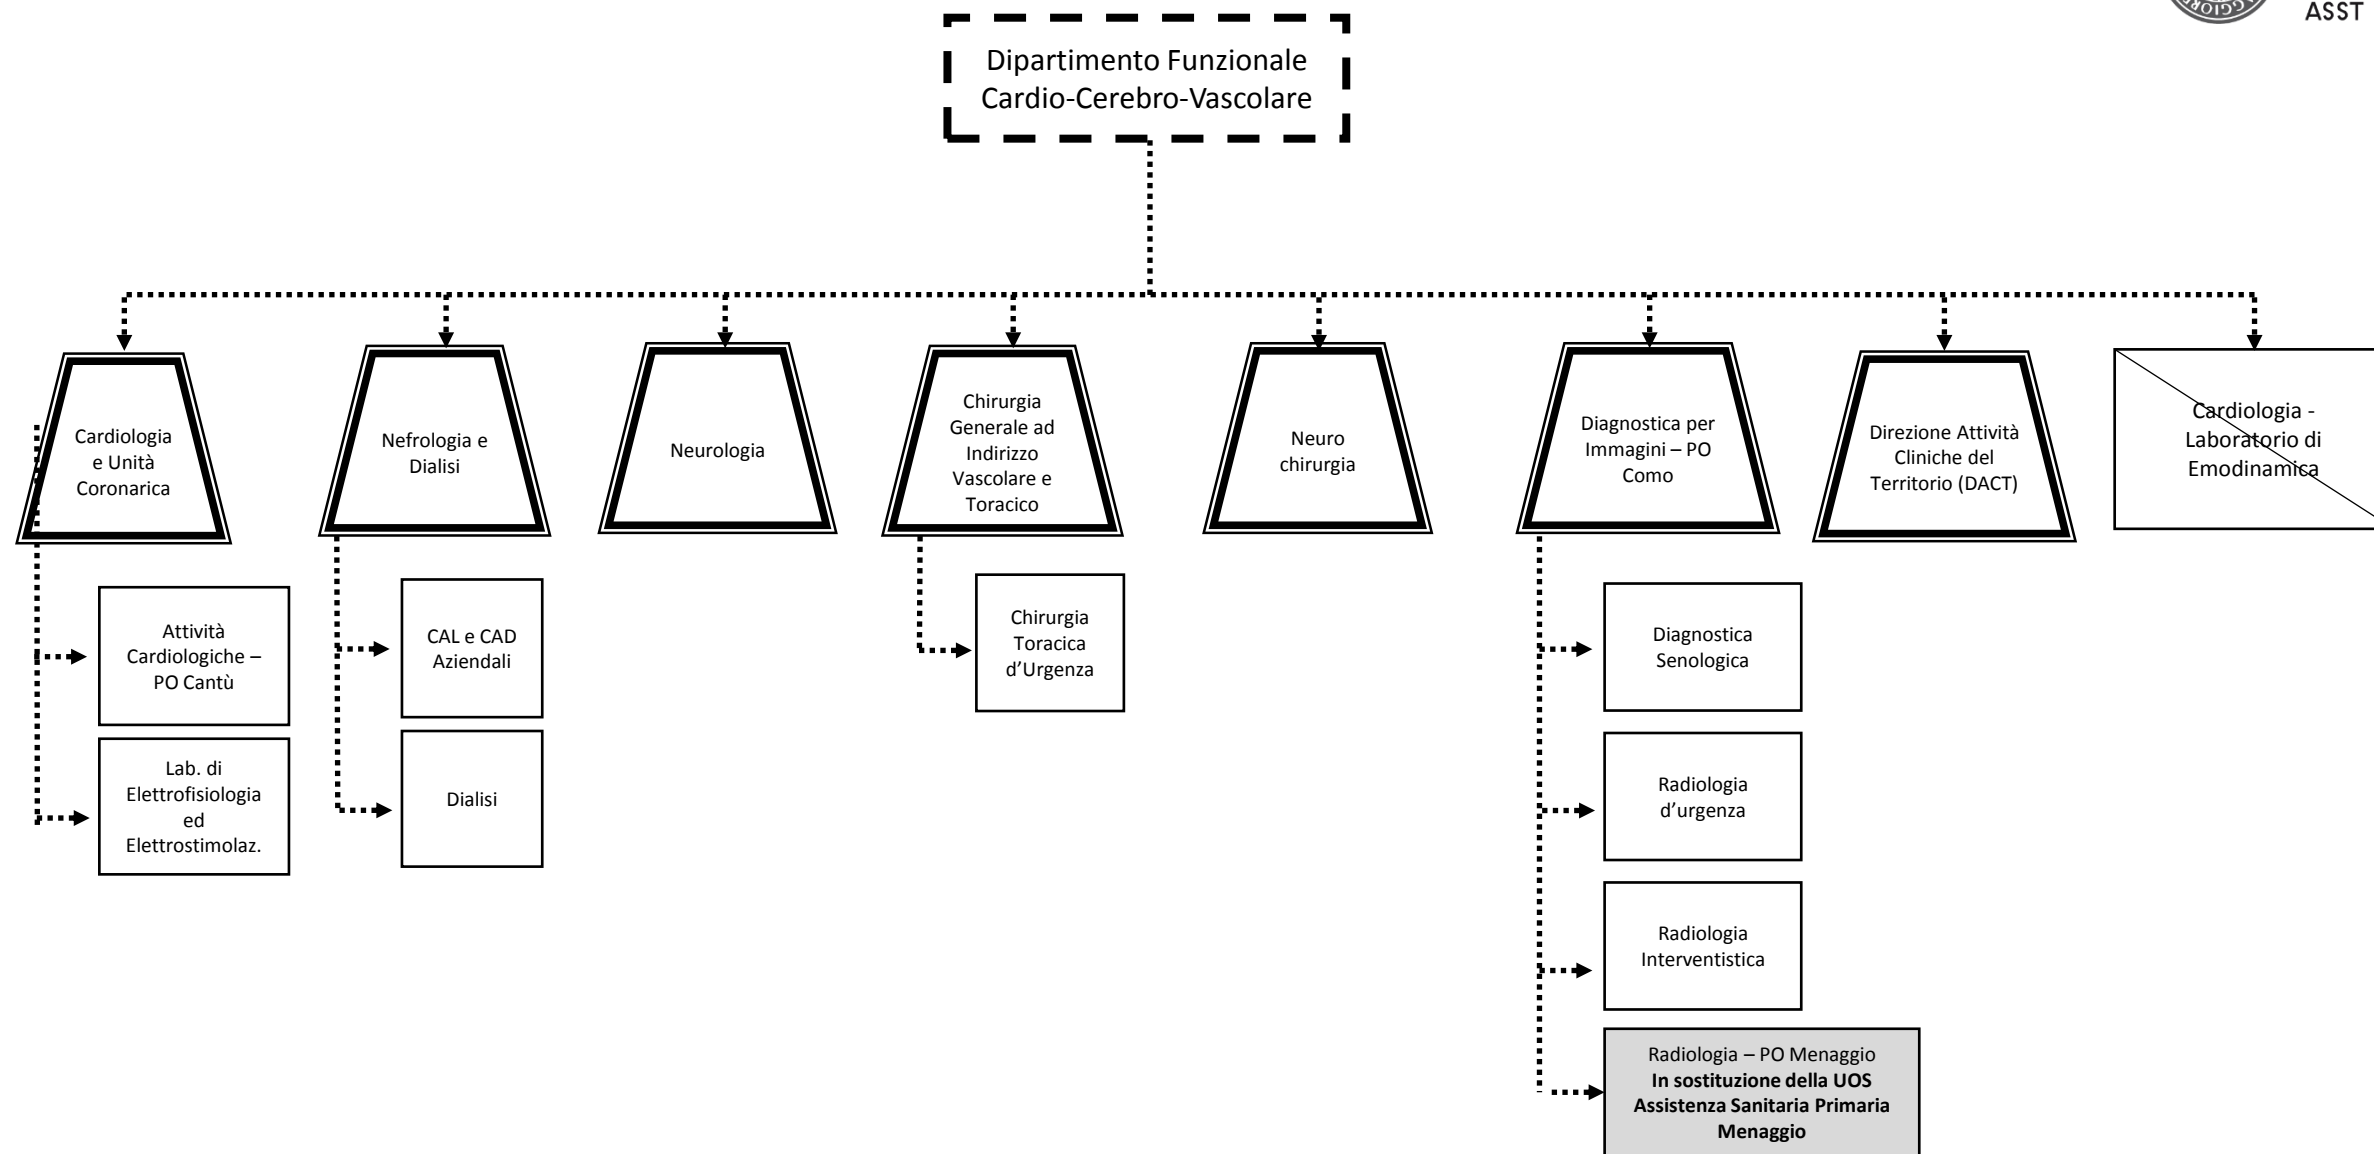 ASST
Dipartimento Funzionale
Cardio-Cerebro-Vascolare
Cardiologia
e Unità
Coronarica
Nefrologia e
Dialisi
Neurologia
Chirurgia
Generale ad
Indirizzo
Vascolare e
Toracico
Neuro
chirurgia
Diagnostica per
Immagini – PO
Como
Direzione Attività
Cliniche del
Territorio (DACT)
Cardiologia -
Laboratorio di
Emodinamica
Attività
Cardiologiche –
PO Cantù
Lab. di
Elettrofisiologia
ed
Elettrostimolaz.
CAL e CAD
Aziendali
Dialisi
Chirurgia
Toracica
d’Urgenza
Diagnostica
Senologica
Radiologia
d’urgenza
Radiologia
Interventistica
Radiologia – PO Menaggio
In sostituzione della UOS
Assistenza Sanitaria Primaria
Menaggio